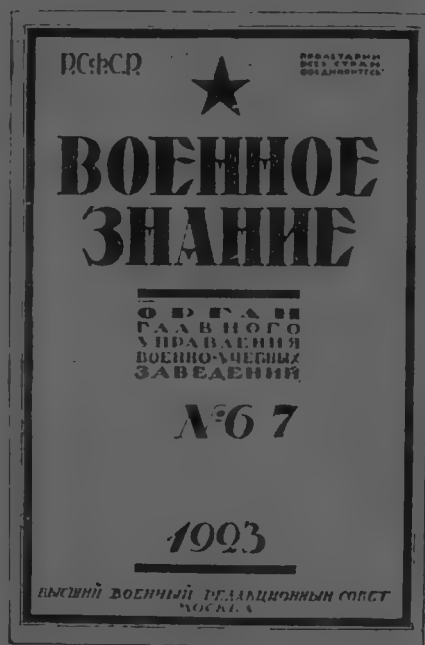 Р.С.Ф.С.Р.
ПРОЛЕТАРИИ
ВСЕХ СТРАН
СОЕДИНЯЙТЕСЬ!
ВОЕННОЕ
ЗНАНИЕ
ОРГАН
ГЛАВНОГО
УПРАВЛЕНИЯ
ВОЕННО-УЧЕБНЫХ
ЗАВЕДЕНИЙ
№ 6 7
1923
ВЫСШИЙ ВОЕННЫЙ РЕДАКЦИОННЫЙ СОВЕТ
МОСКВА